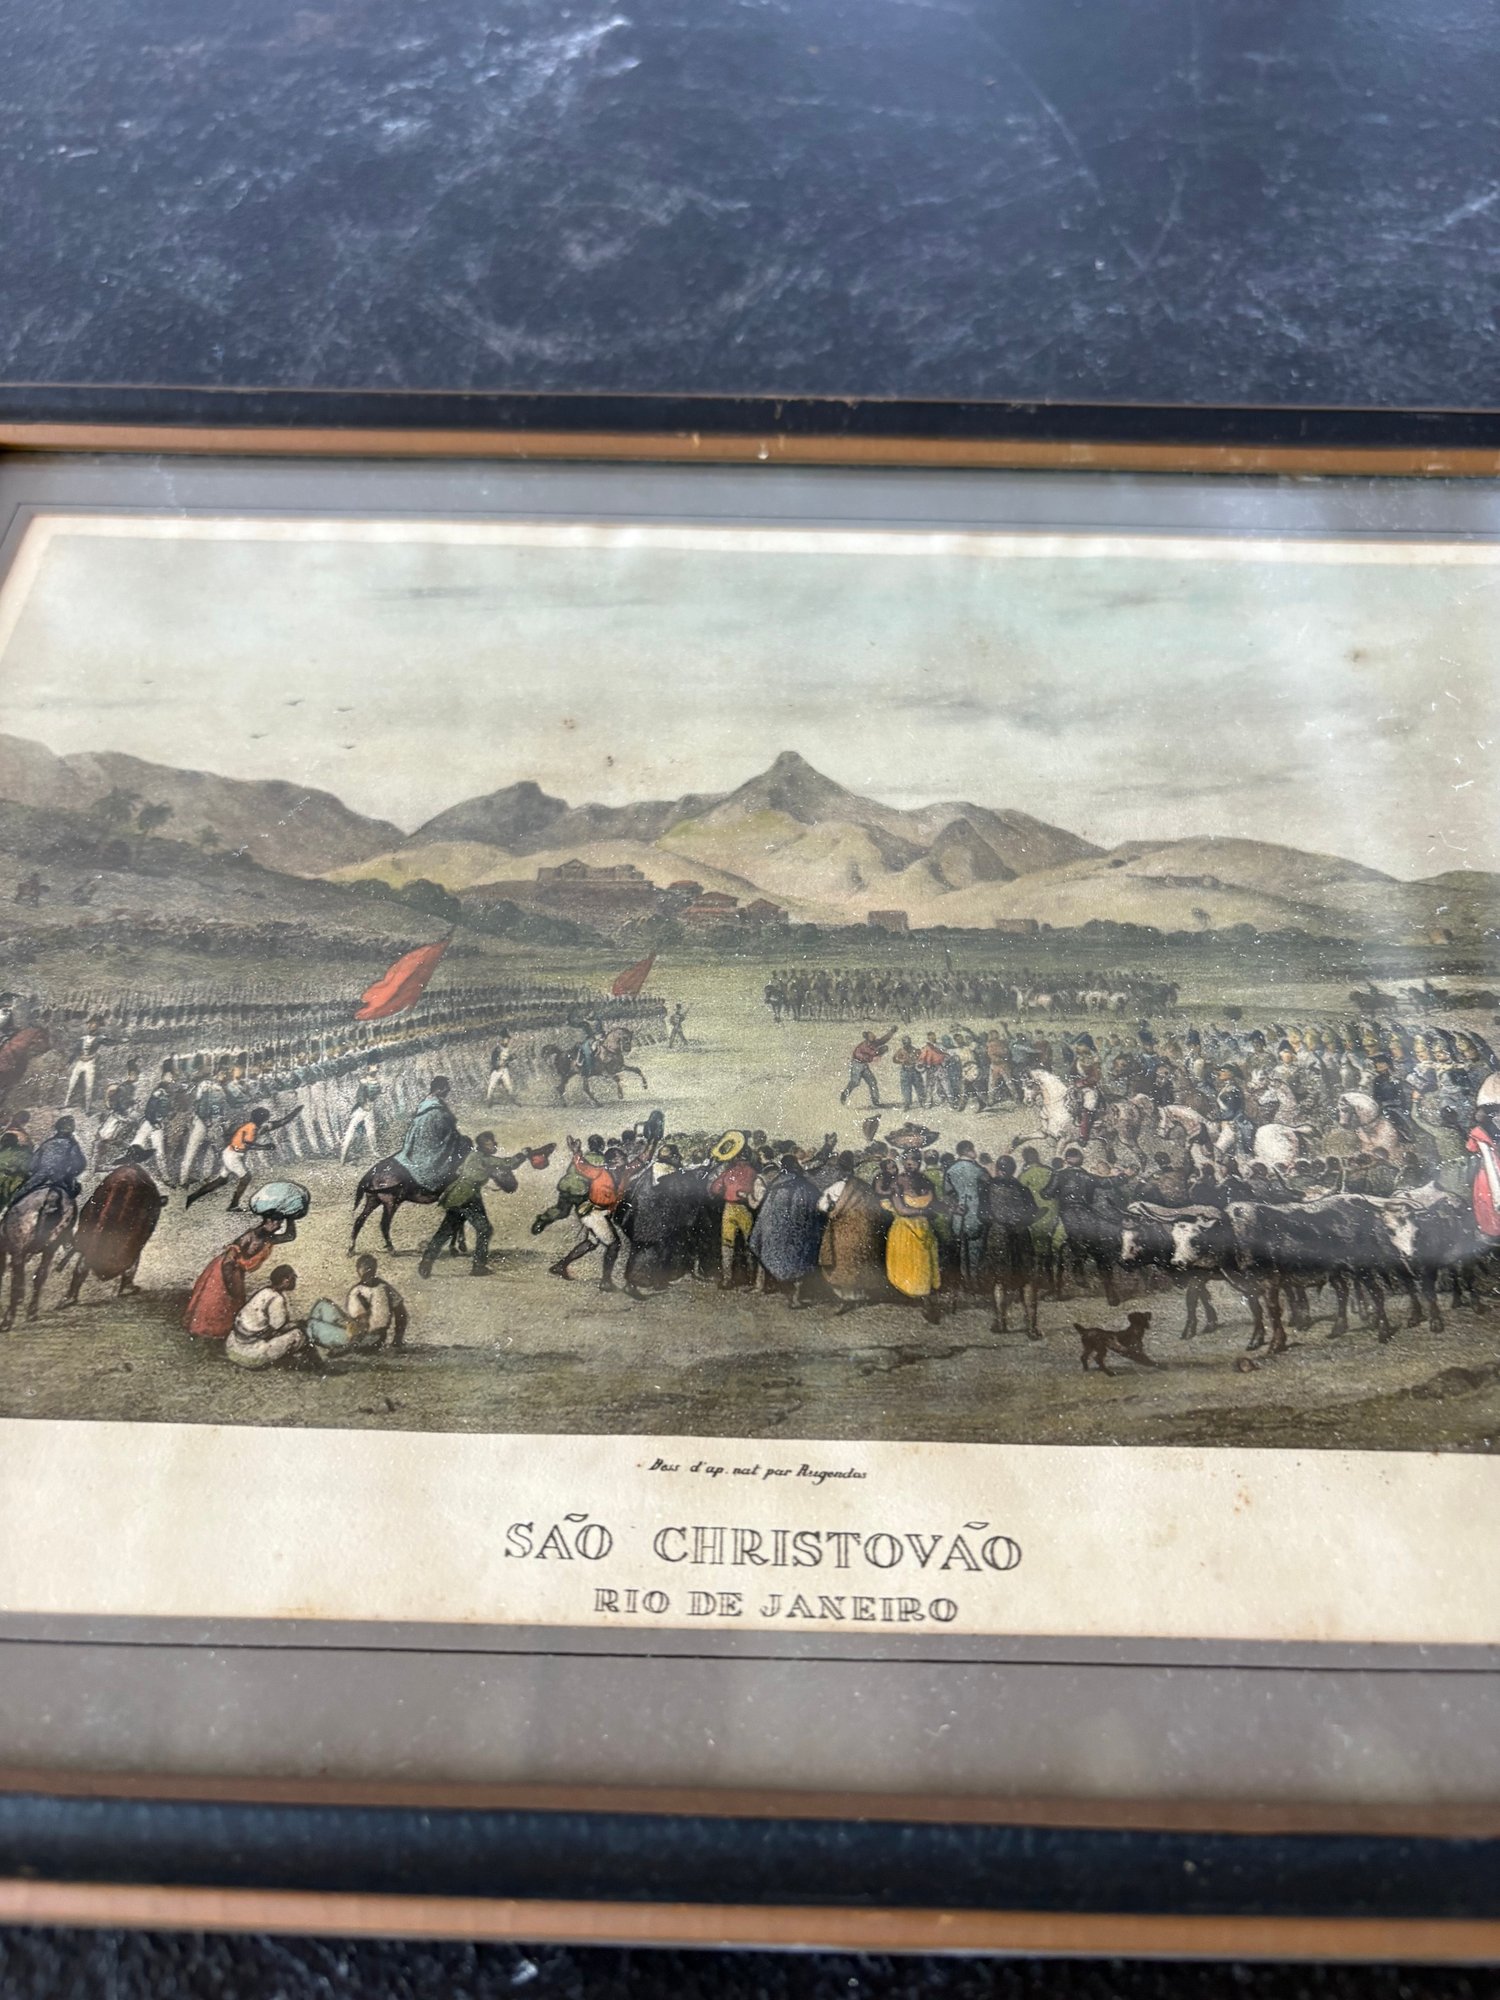 Dess d'ap. nat par Rugendas
SÃO CHRISTOVÃO
RIO DE JANEIRO